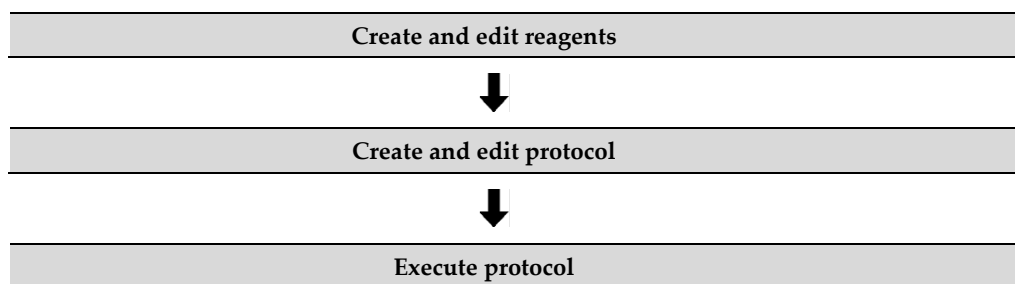 Create and edit reagents
Create and edit protocol
Execute protocol